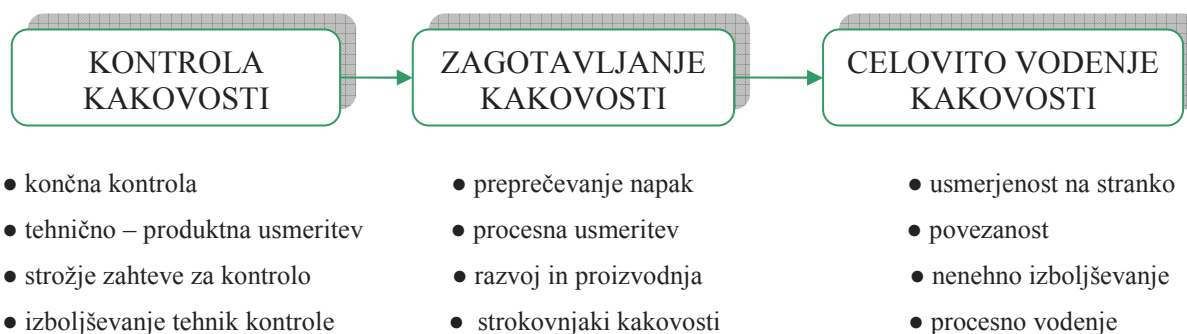 KONTROLA
KAKOVOSTI
ZAGOTAVLJANJE
KAKOVOSTI
CELOVITO VODENJE
KAKOVOSTI
● končna kontrola
● tehnično – produktna usmeritev
● strožje zahteve za kontrolo
● izboljševanje tehnik kontrole
● preprečevanje napak
● procesna usmeritev
● razvoj in proizvodnja
● strokovnjaki kakovosti
● usmerjenost na stranko
● povezanost
● nenehno izboljševanje
● procesno vodenje